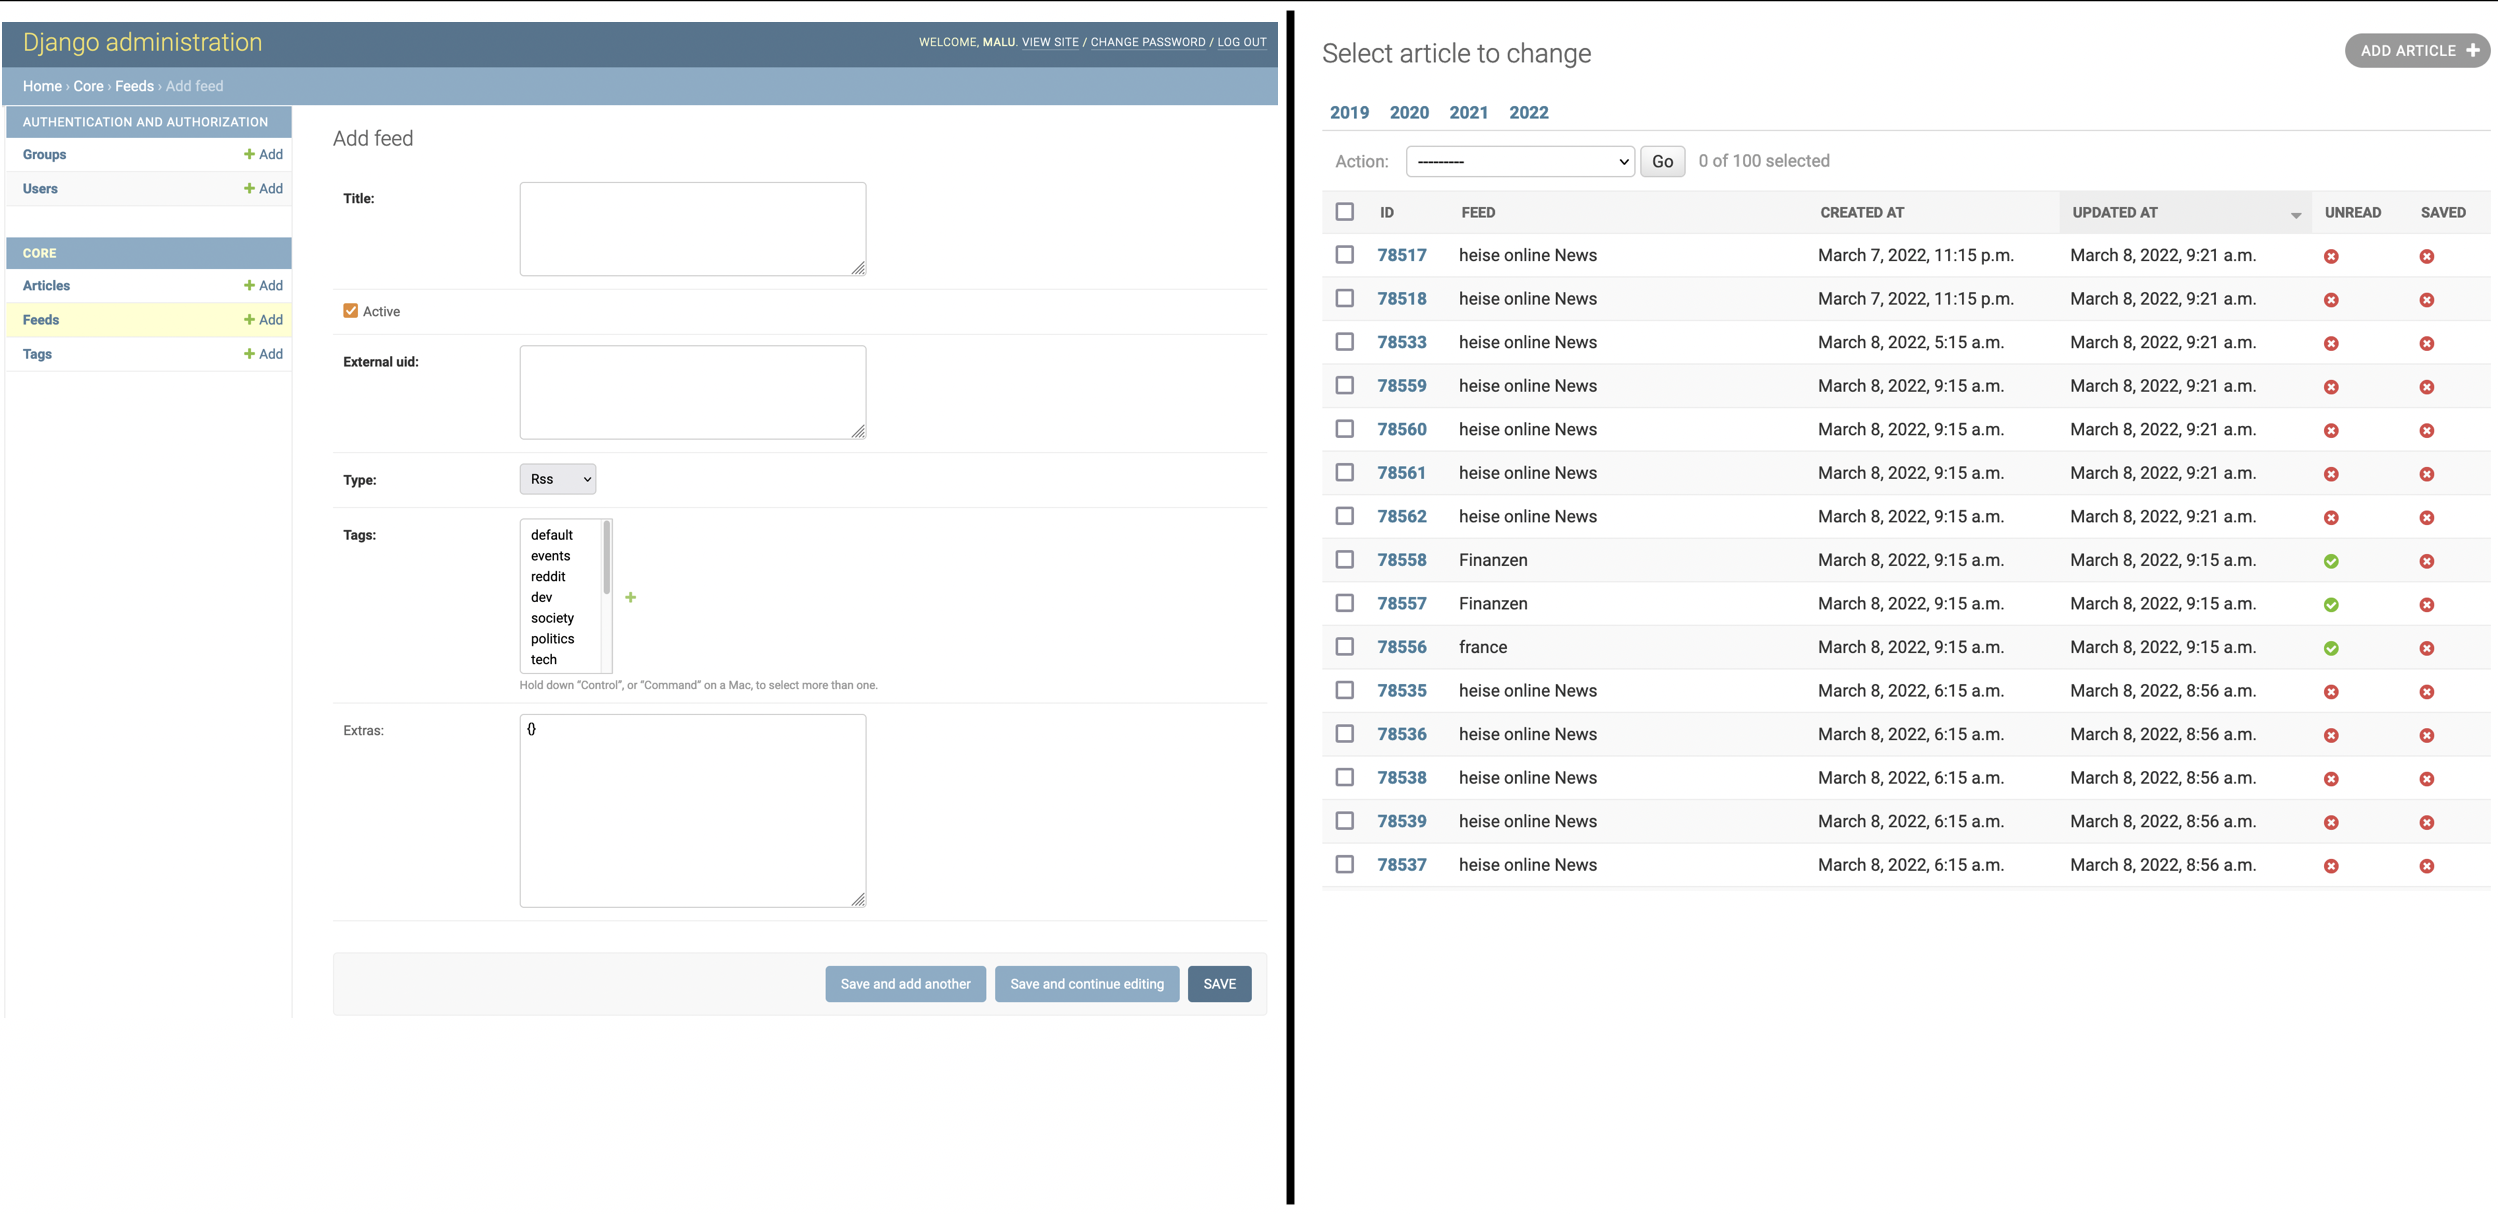 Django administration
WELCOME, MALU. VIEW SITE / CHANGE PASSWORD / LOG OUT
Home › Core › Feeds › Add feed
AUTHENTICATION AND AUTHORIZATION
Groups + Add
Users + Add
CORE
Articles + Add
Feeds + Add
Tags + Add
Add feed
Title:
Active
External uid:
Type: Rss
Tags:
default
events
reddit
dev
society
politics
tech
Hold down “Control”, or “Command” on a Mac, to select more than one.
Extras: {}
Save and add another Save and continue editing SAVE
Select article to change
ADD ARTICLE +
2019 2020 2021 2022
Action: --------- Go 0 of 100 selected
ID FEED CREATED AT UPDATED AT UNREAD SAVED
78517 heise online News March 7, 2022, 11:15 p.m. March 8, 2022, 9:21 a.m.
78518 heise online News March 7, 2022, 11:15 p.m. March 8, 2022, 9:21 a.m.
78533 heise online News March 8, 2022, 5:15 a.m. March 8, 2022, 9:21 a.m.
78559 heise online News March 8, 2022, 9:15 a.m. March 8, 2022, 9:21 a.m.
78560 heise online News March 8, 2022, 9:15 a.m. March 8, 2022, 9:21 a.m.
78561 heise online News March 8, 2022, 9:15 a.m. March 8, 2022, 9:21 a.m.
78562 heise online News March 8, 2022, 9:15 a.m. March 8, 2022, 9:21 a.m.
78558 Finanzen March 8, 2022, 9:15 a.m. March 8, 2022, 9:15 a.m.
78557 Finanzen March 8, 2022, 9:15 a.m. March 8, 2022, 9:15 a.m.
78556 france March 8, 2022, 9:15 a.m. March 8, 2022, 9:15 a.m.
78535 heise online News March 8, 2022, 6:15 a.m. March 8, 2022, 8:56 a.m.
78536 heise online News March 8, 2022, 6:15 a.m. March 8, 2022, 8:56 a.m.
78538 heise online News March 8, 2022, 6:15 a.m. March 8, 2022, 8:56 a.m.
78539 heise online News March 8, 2022, 6:15 a.m. March 8, 2022, 8:56 a.m.
78537 heise online News March 8, 2022, 6:15 a.m. March 8, 2022, 8:56 a.m.